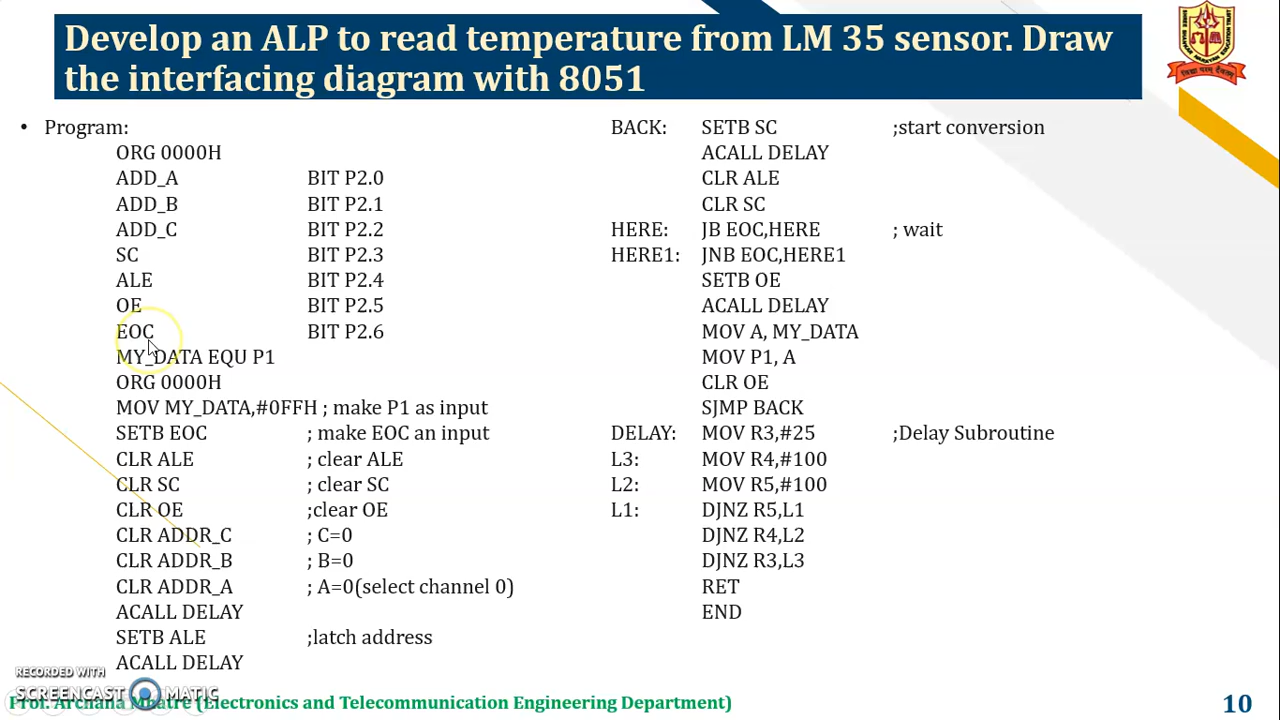 Develop an ALP to read temperature from LM 35 sensor. Draw
the interfacing diagram with 8051
• Program:
ORG 0000H
ADD_A BIT P2.0
ADD_B BIT P2.1
ADD_C BIT P2.2
SC BIT P2.3
ALE BIT P2.4
OE BIT P2.5
EOC BIT P2.6
MY_DATA EQU P1
ORG 0000H
MOV MY_DATA,#0FFH ; make P1 as input
SETB EOC ; make EOC an input
CLR ALE ; clear ALE
CLR SC ; clear SC
CLR OE ;clear OE
CLR ADDR_C ; C=0
CLR ADDR_B ; B=0
CLR ADDR_A ; A=0(select channel 0)
ACALL DELAY
SETB ALE ;latch address
ACALL DELAY
BACK: SETB SC ;start conversion
ACALL DELAY
CLR ALE
CLR SC
HERE: JB EOC,HERE ; wait
HERE1: JNB EOC,HERE1
SETB OE
ACALL DELAY
MOV A, MY_DATA
MOV P1, A
CLR OE
SJMP BACK
DELAY: MOV R3,#25 ;Delay Subroutine
L3: MOV R4,#100
L2: MOV R5,#100
L1: DJNZ R5,L1
DJNZ R4,L2
DJNZ R3,L3
RET
END
RECORDED WITH
SCREENCAST MATIC
Prof. Archana Mhatre (Electronics and Telecommunication Engineering Department)
10